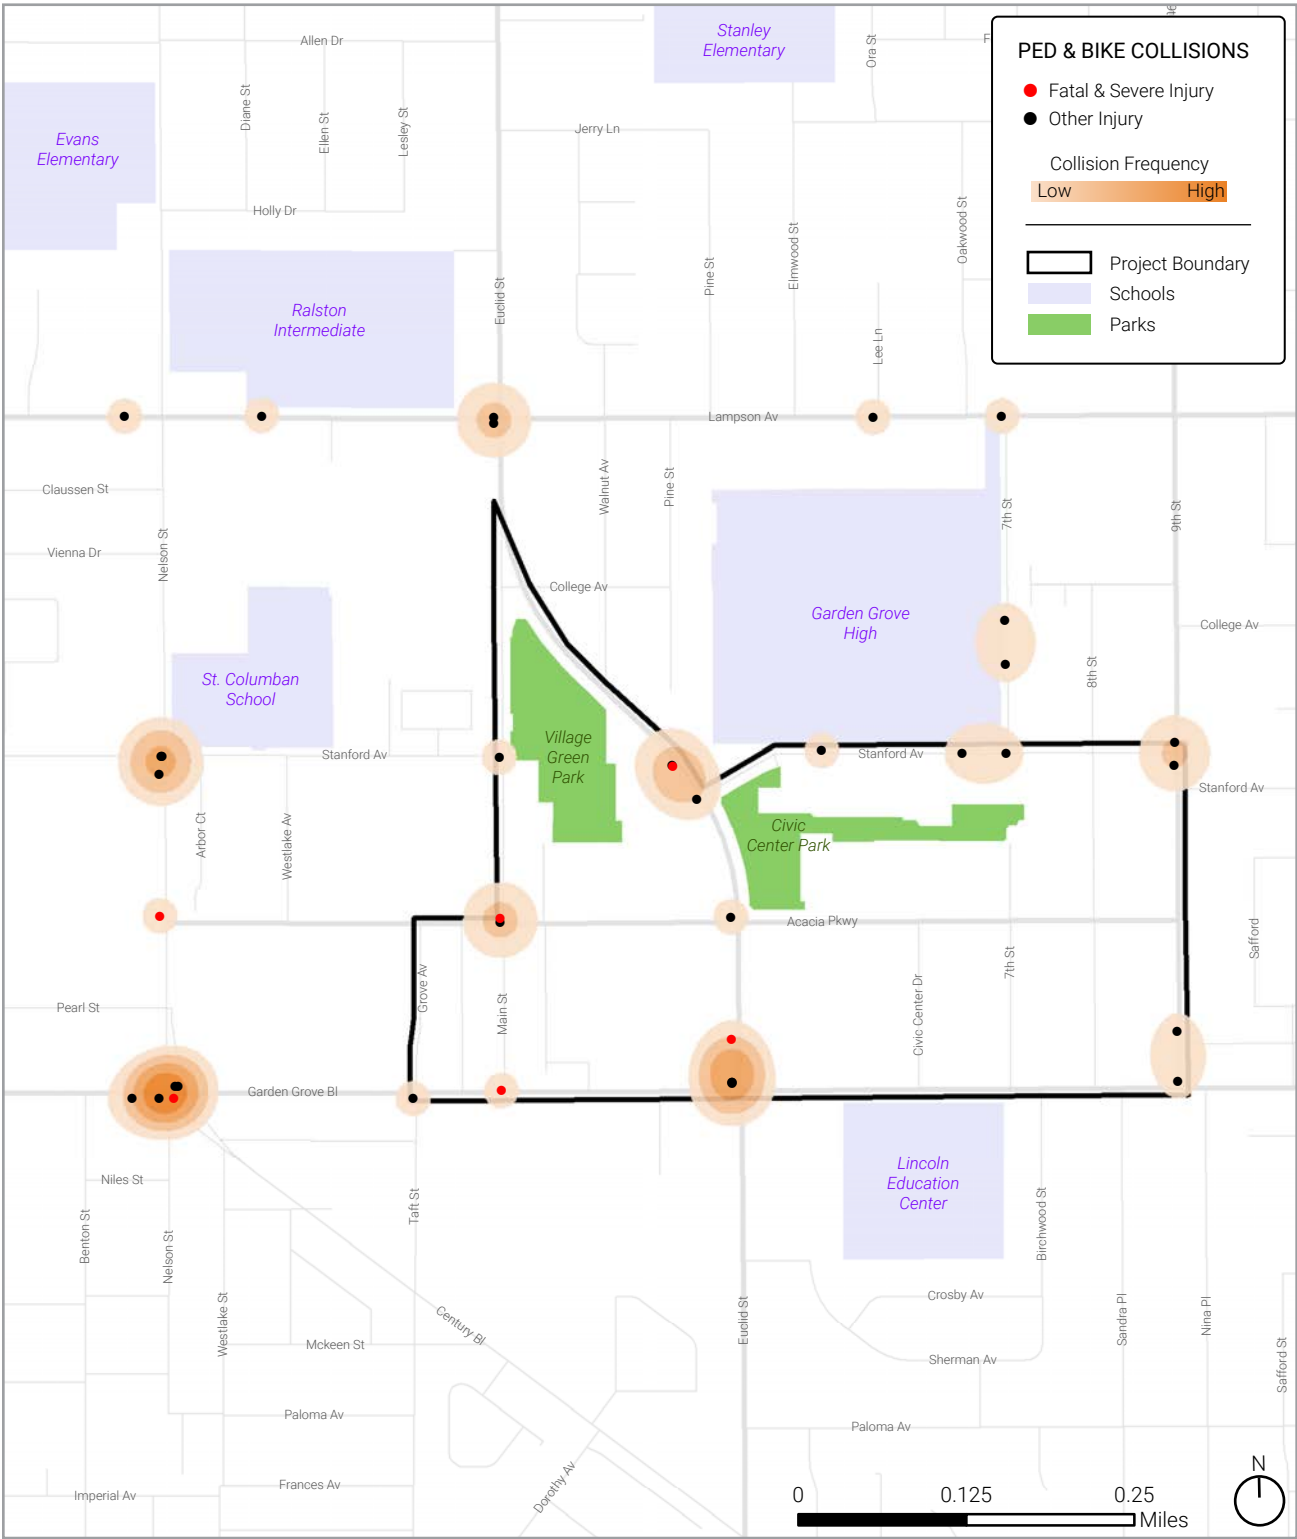 Allen Dr
Stanley
Elementary
Ora St
PED & BIKE COLLISIONS
Fatal & Severe Injury
Other Injury
Collision Frequency
Low
High
Project Boundary
Schools
Parks
Diane St
Ellen St
Lesley St
Jerry Ln
Evans
Elementary
Holly Dr
Elmwood St
Oakwood St
Pine St
Euclid St
Ralston
Intermediate
Lee Ln
Lampson Av
Claussen St
Walnut Av
Pine St
7th St
9th St
Nelson St
Vienna Dr
College Av
Garden Grove
High
College Av
8th St
St. Columban
School
Stanford Av
Village
Green
Park
Stanford Av
Stanford Av
Arbor Ct
Westlake Av
Civic
Center Park
Acacia Pkwy
Safford
Grove Av
Main St
Civic Center Dr
7th St
Pearl St
Garden Grove Bl
Lincoln
Education
Center
Niles St
Benton St
Nelson St
Taft St
Birchwood St
Westlake St
Century Bl
Euclid St
Crosby Av
Sandra Pl
Nina Pl
Safford St
Mckeen St
Sherman Av
Paloma Av
Paloma Av
Frances Av
Dorothy Av
Imperial Av
N
0
0.125
0.25
Miles